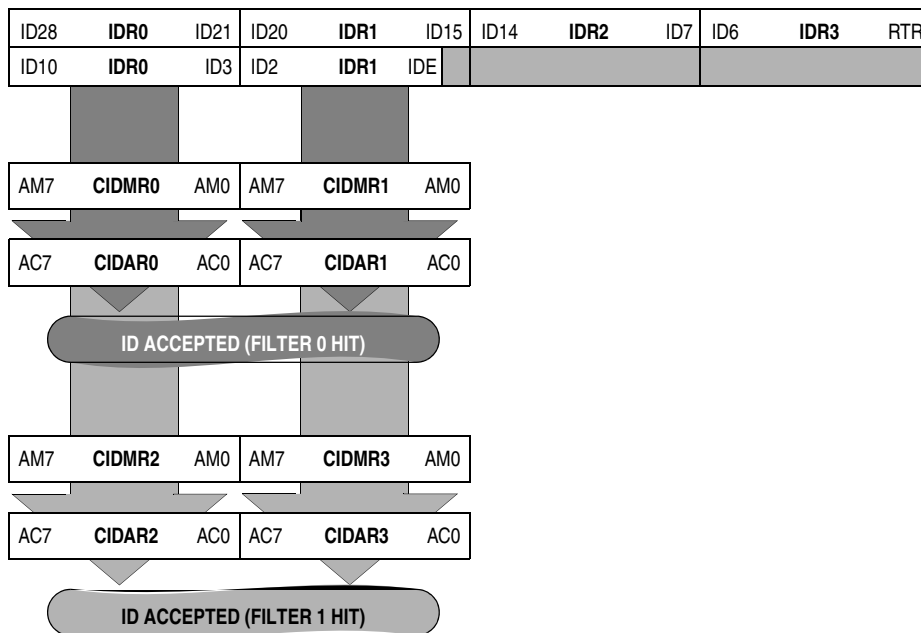 ID28 IDR0 ID21 ID20 IDR1 ID15 ID14 IDR2 ID7 ID6 IDR3 RTR
ID10 IDR0 ID3 ID2 IDR1 IDE
AM7 CIDMR0 AM0 AM7 CIDMR1 AM0
AC7 CIDAR0 AC0 AC7 CIDAR1 AC0
ID ACCEPTED (FILTER 0 HIT)
AM7 CIDMR2 AM0 AM7 CIDMR3 AM0
AC7 CIDAR2 AC0 AC7 CIDAR3 AC0
ID ACCEPTED (FILTER 1 HIT)